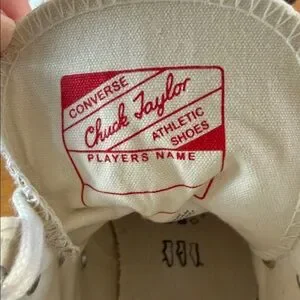 CONVERSE
Chuck Taylor
ATHLETIC
SHOES
PLAYERS NAME